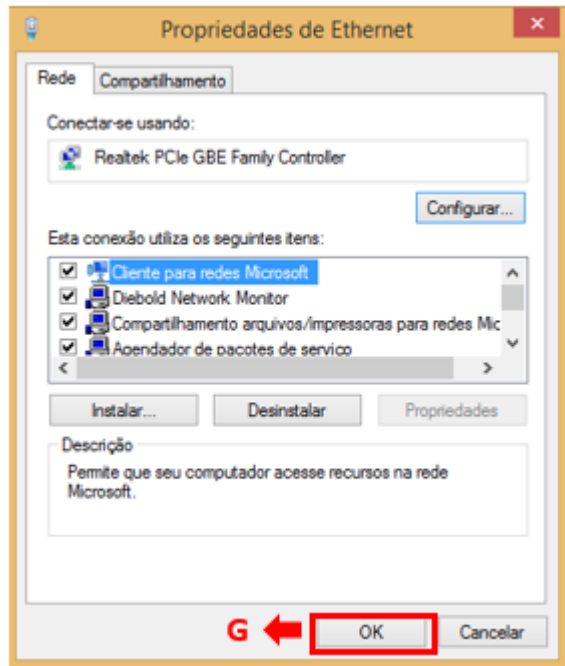 Propriedades de Ethernet
Rede Compartilhamento
Conectar-se usando:
Realtek PCIe GBE Family Controller
Configurar...
Esta conexão utiliza os seguintes itens:
Cliente para redes Microsoft
Diebold Network Monitor
Compartilhamento arquivos/impressoras para redes Mic
Agendador de pacotes de serviço
Instalar... Desinstalar Propriedades
Descrição
Permite que seu computador acesse recursos na rede
Microsoft.
G OK Cancelar